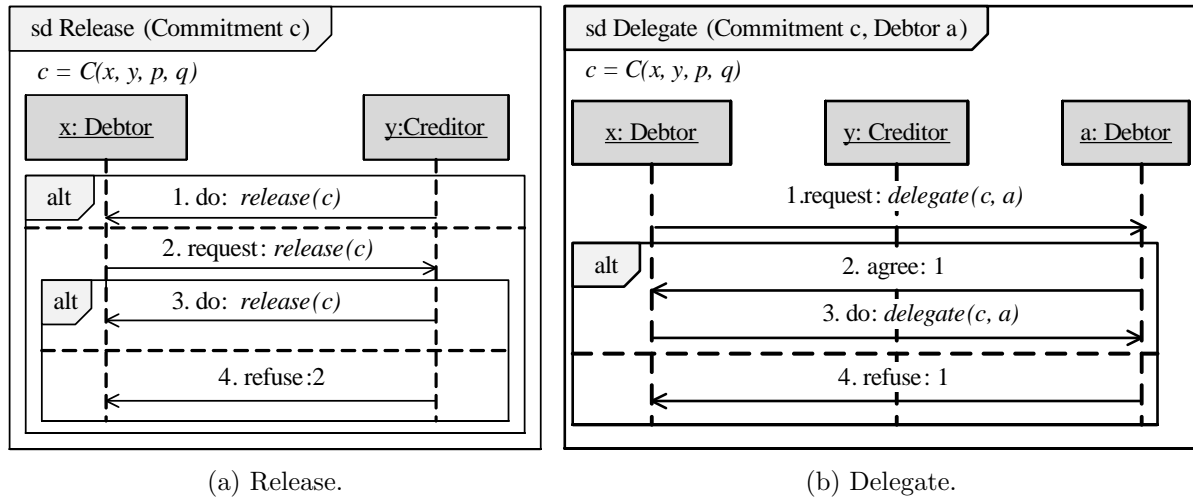 sd Release (Commitment c)
c = C(x, y, p, q)
x: Debtor
y:Creditor
alt
1. do: release(c)
2. request: release(c)
alt
3. do: release(c)
4. refuse:2
(a) Release.
sd Delegate (Commitment c, Debtor a)
c = C(x, y, p, q)
x: Debtor
y: Creditor
a: Debtor
1.request: delegate(c, a)
alt
2. agree: 1
3. do: delegate(c, a)
4. refuse: 1
(b) Delegate.